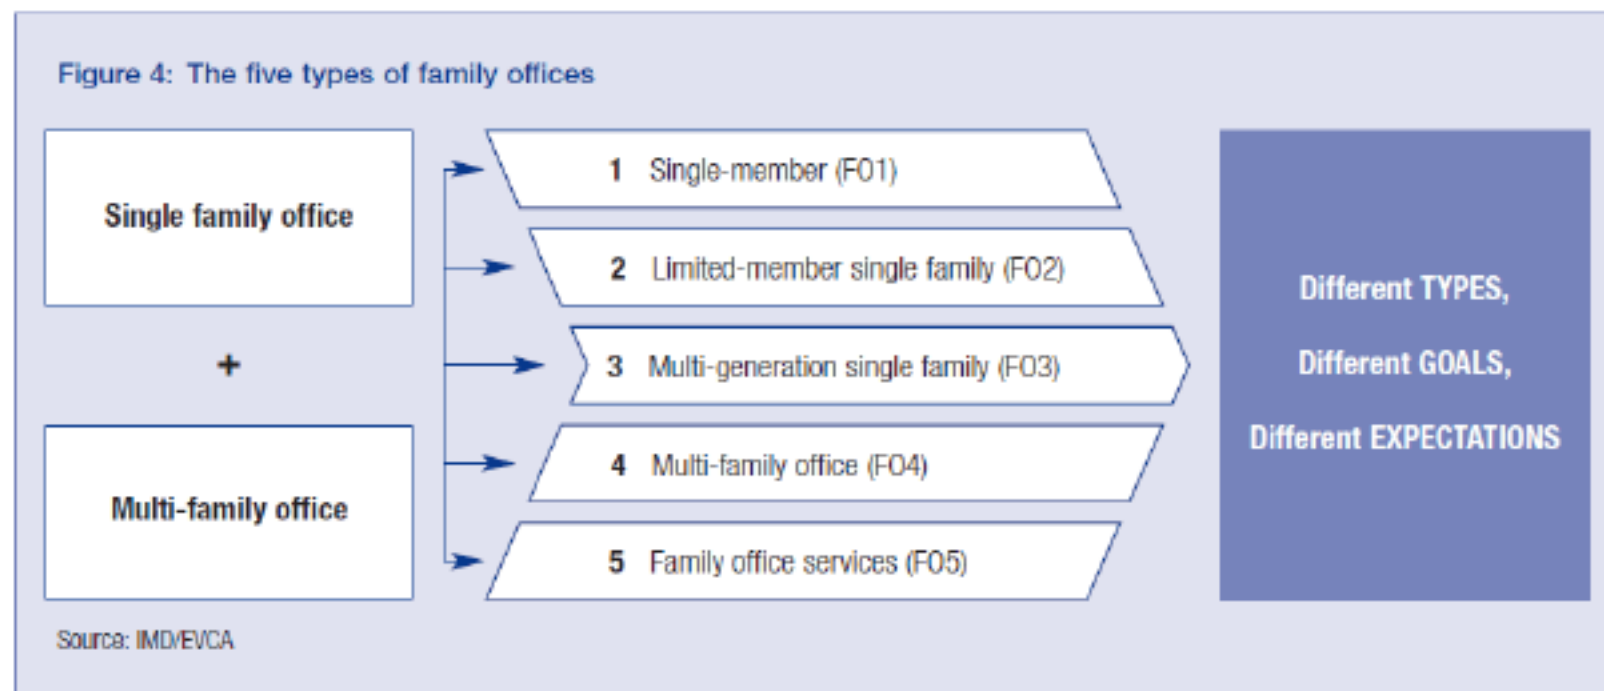 Figure 4: The five types of family offices
Single family office
+
Multi-family office
1 Single-member (FO1)
2 Limited-member single family (FO2)
3 Multi-generation single family (FO3)
4 Multi-family office (FO4)
5 Family office services (FO5)
Different TYPES,
Different GOALS,
Different EXPECTATIONS
Source: IMD/EVCA